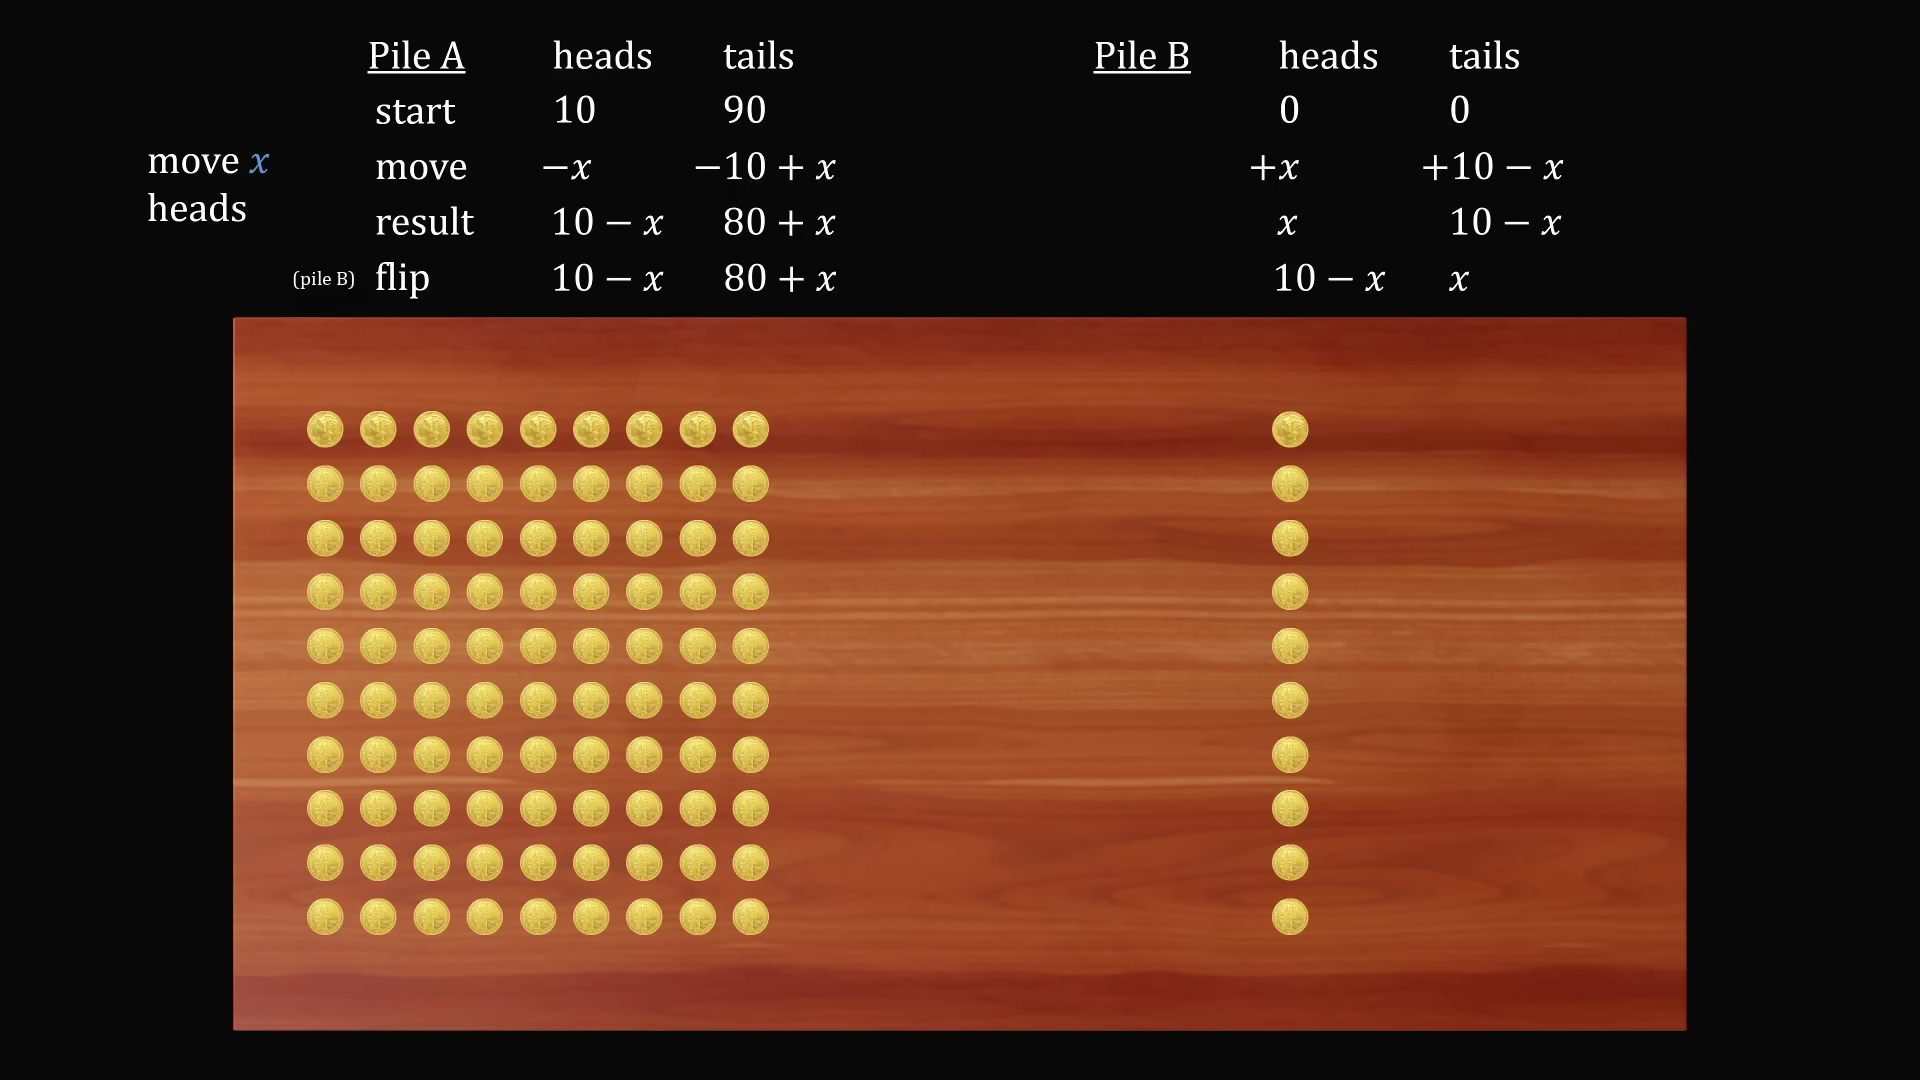 Pile A heads tails Pile B heads tails
start 10 90 0 0
move x heads
move −x −10 + x +x +10 − x
result 10 − x 80 + x x 10 − x
(pile B) flip 10 − x 80 + x 10 − x x